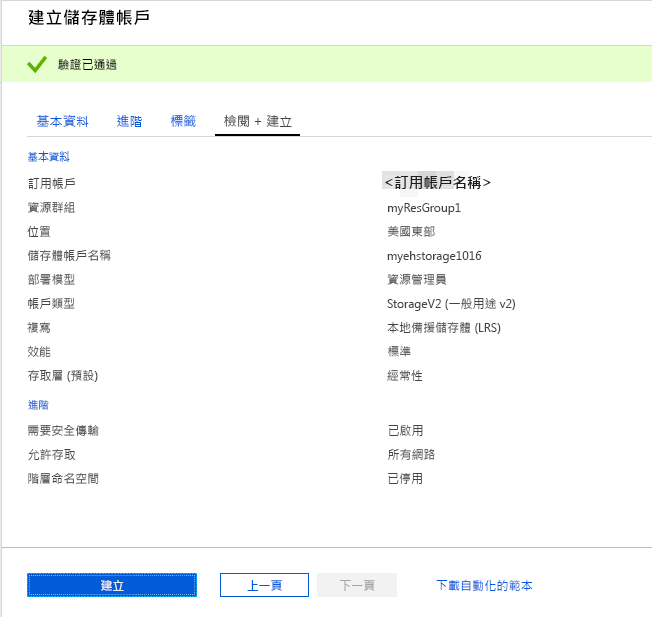 建立儲存體帳戶
驗證已通過
基本資料 進階 標籤 檢閱 + 建立
基本資料
訂用帳戶 <訂用帳戶名稱>
資源群組 myResGroup1
位置 美國東部
儲存體帳戶名稱 myehstorage1016
部署模型 資源管理員
帳戶類型 StorageV2 (一般用途 v2)
複寫 本地備援儲存體 (LRS)
效能 標準
存取層 (預設) 經常性
進階
需要安全傳輸 已啟用
允許存取 所有網路
階層命名空間 已停用
建立 上一頁 下一頁 下載自動化的範本